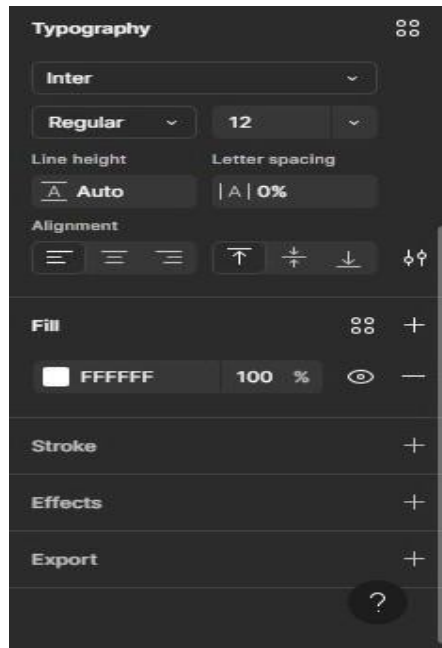 Typography
Inter
Regular 12
Line height Letter spacing
A Auto |A| 0%
Alignment
Fill
FFFFFF 100 %
Stroke
Effects
Export
?